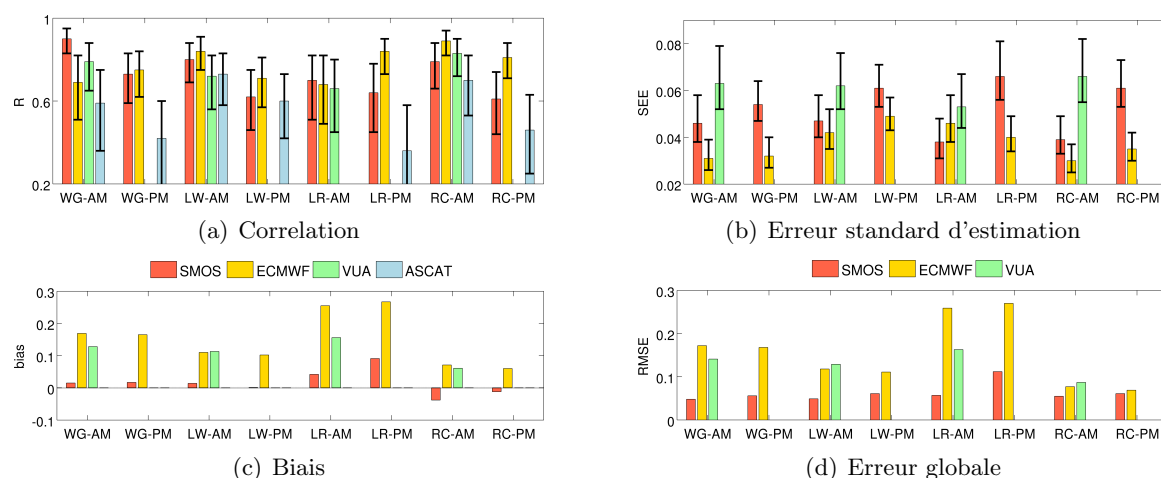 1
0.6
0.2
R
WG-AM WG-PM LW-AM LW-PM LR-AM LR-PM RC-AM RC-PM
(a) Correlation
0.08
0.06
0.04
0.02
SEE
WG-AM WG-PM LW-AM LW-PM LR-AM LR-PM RC-AM RC-PM
(b) Erreur standard d'estimation
SMOS ECMWF VUA ASCAT
0.3
0.2
0.1
0
-0.1
bias
WG-AM WG-PM LW-AM LW-PM LR-AM LR-PM RC-AM RC-PM
(c) Biais
SMOS ECMWF VUA
0.3
0.2
0.1
0
RMSE
WG-AM WG-PM LW-AM LW-PM LR-AM LR-PM RC-AM RC-PM
(d) Erreur globale